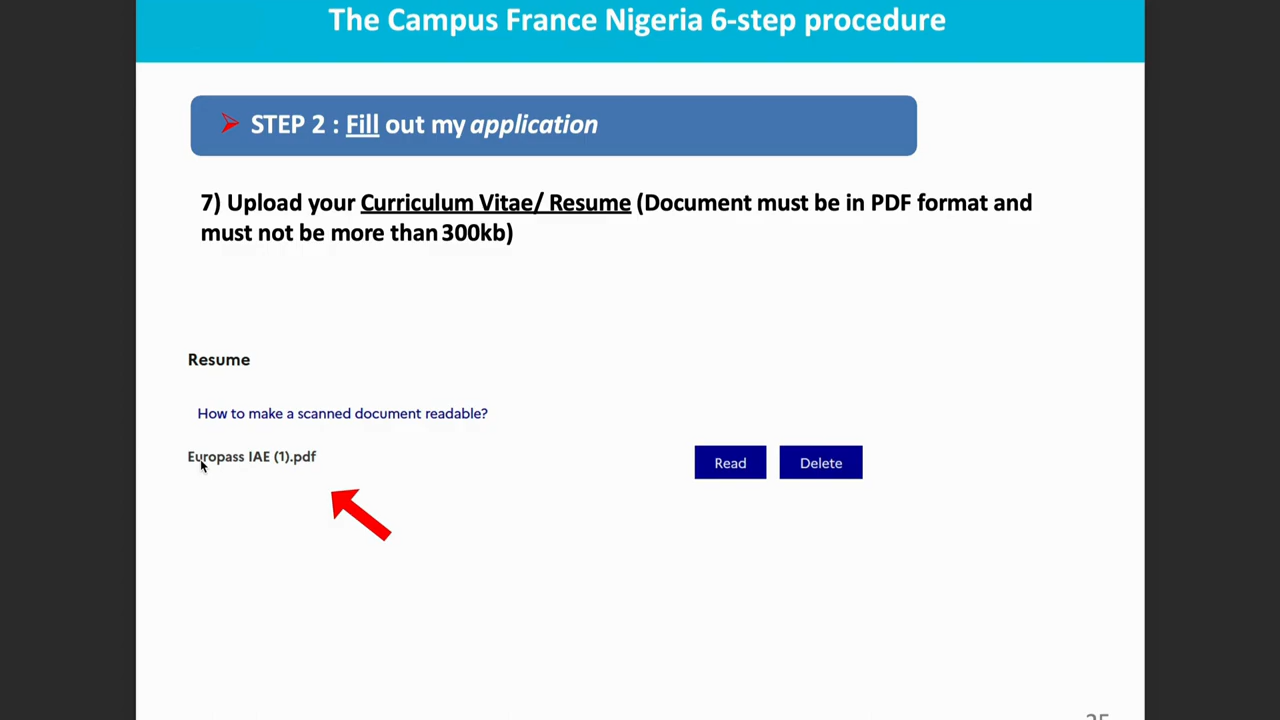 The Campus France Nigeria 6-step procedure
STEP 2 : Fill out my application
7) Upload your Curriculum Vitae/ Resume (Document must be in PDF format and
must not be more than 300kb)
Resume
How to make a scanned document readable?
Europass IAE (1).pdf
Read
Delete